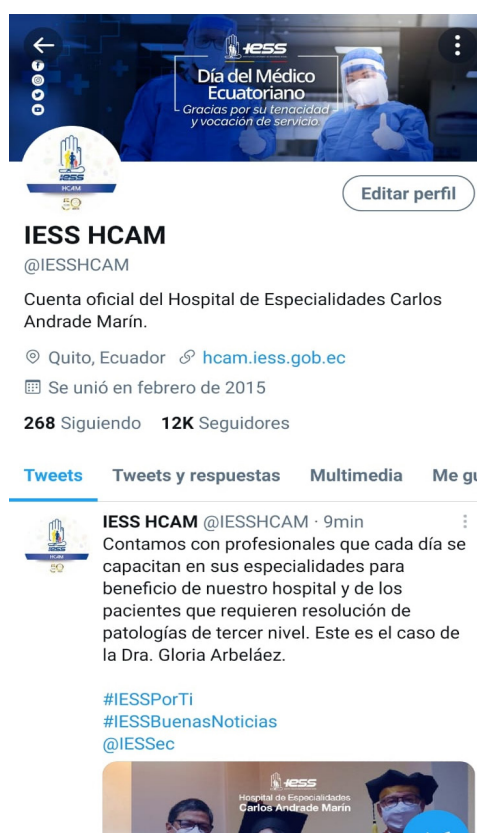 IESS
Día del Médico
Ecuatoriano
Gracias por su tenacidad
y vocación de servicio.
IESS
HCAM
50
Editar perfil
IESS HCAM
@IESSHCAM
Cuenta oficial del Hospital de Especialidades Carlos
Andrade Marín.
Quito, Ecuador hcam.iess.gob.ec
Se unió en febrero de 2015
268 Siguiendo 12K Seguidores
Tweets Tweets y respuestas Multimedia Me gu
IESS HCAM @IESSHCAM · 9min
IESS
HCAM
50
Contamos con profesionales que cada día se
capacitan en sus especialidades para
beneficio de nuestro hospital y de los
pacientes que requieren resolución de
patologías de tercer nivel. Este es el caso de
la Dra. Gloria Arbeláez.
#IESSPorTi
#IESSBuenasNoticias
@IESSec
IESS
Hospital de Especialidades
Carlos Andrade Marín